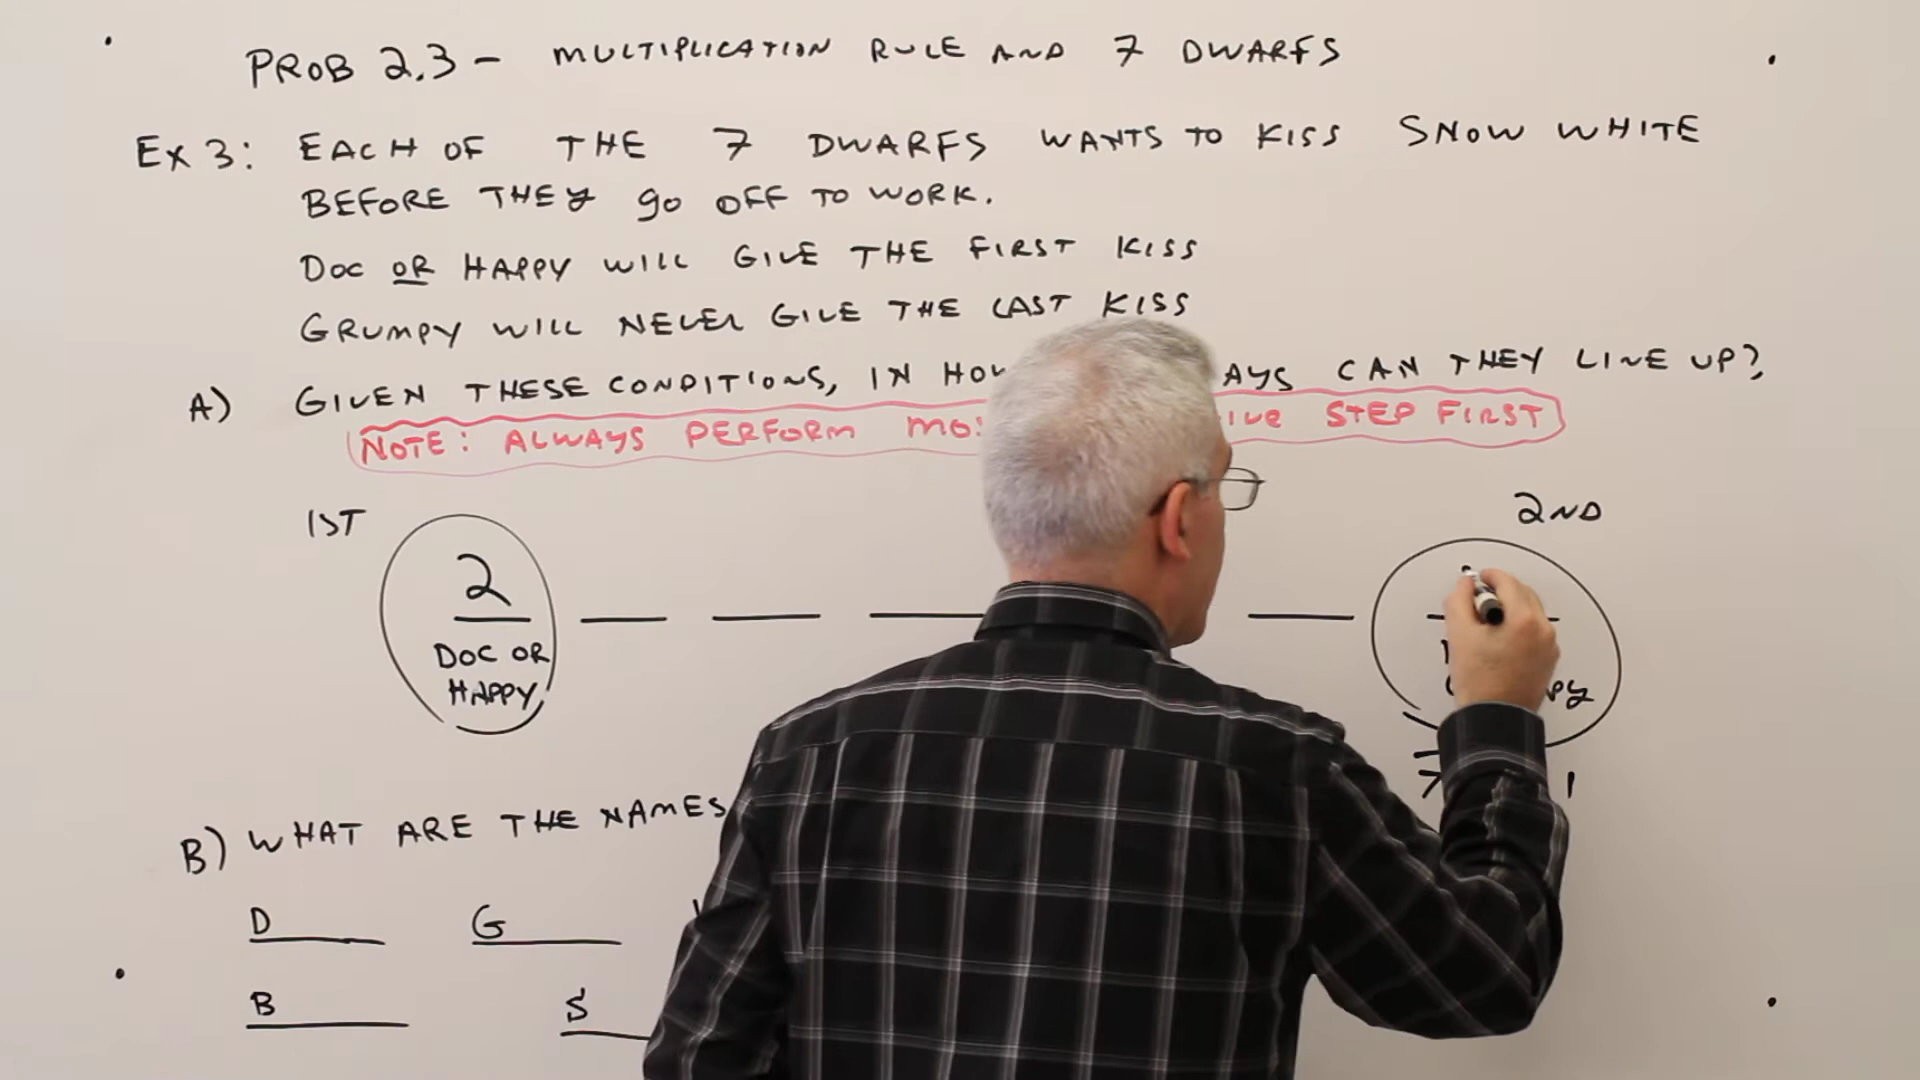 PROB 2.3 - MULTIPLICATION RULE AND 7 DWARFS
EX 3: EACH OF THE 7 DWARFS WANTS TO KISS SNOW WHITE
BEFORE THEY GO OFF TO WORK.
DOC OR HAPPY WILL GIVE THE FIRST KISS
GRUMPY WILL NEVER GIVE THE LAST KISS
A) GIVEN THESE CONDITIONS, IN CAN THEY LINE UP?
NOTE: ALWAYS PERFORM STEP FIRST
1ST
2ND
2
DOC OR
HAPPY
B) WHAT ARE THE NAMES
D G
B S